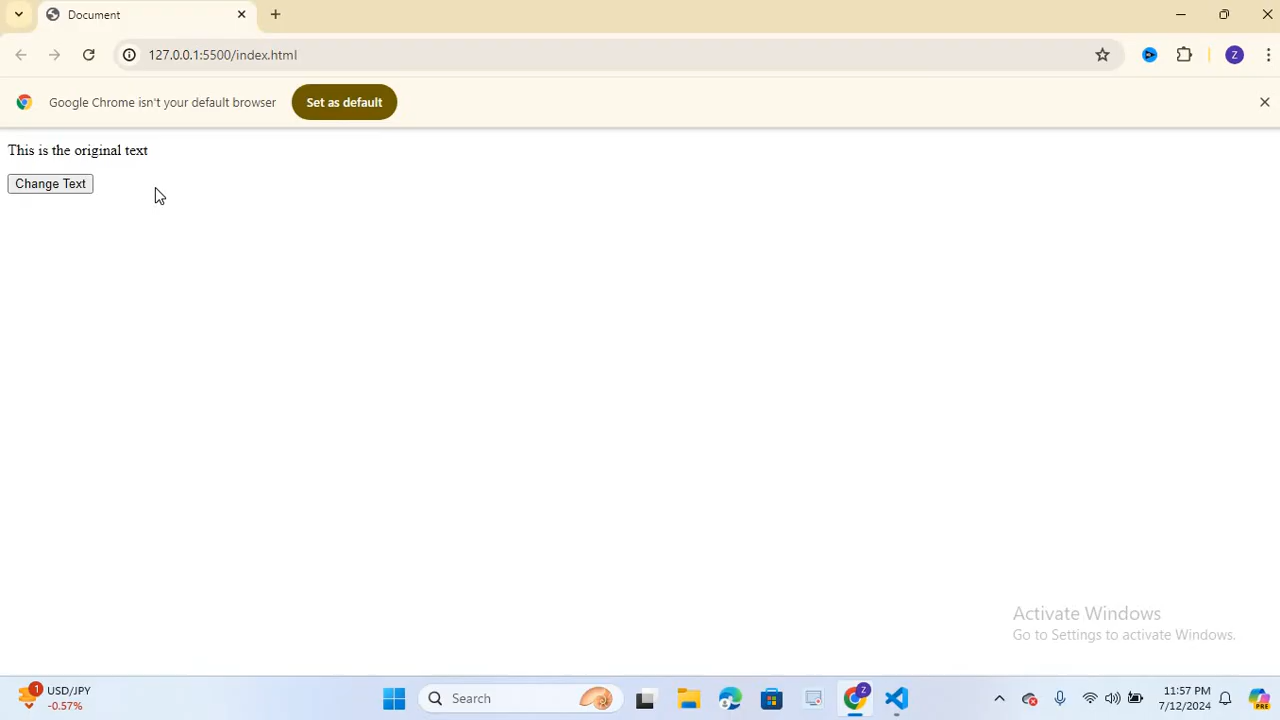 Document
127.0.0.1:5500/index.html
Z
Google Chrome isn't your default browser
Set as default
This is the original text
Change Text
Activate Windows
Go to Settings to activate Windows.
1
USD/JPY
-0.57%
Search
Z
11:57 PM
7/12/2024
PRE